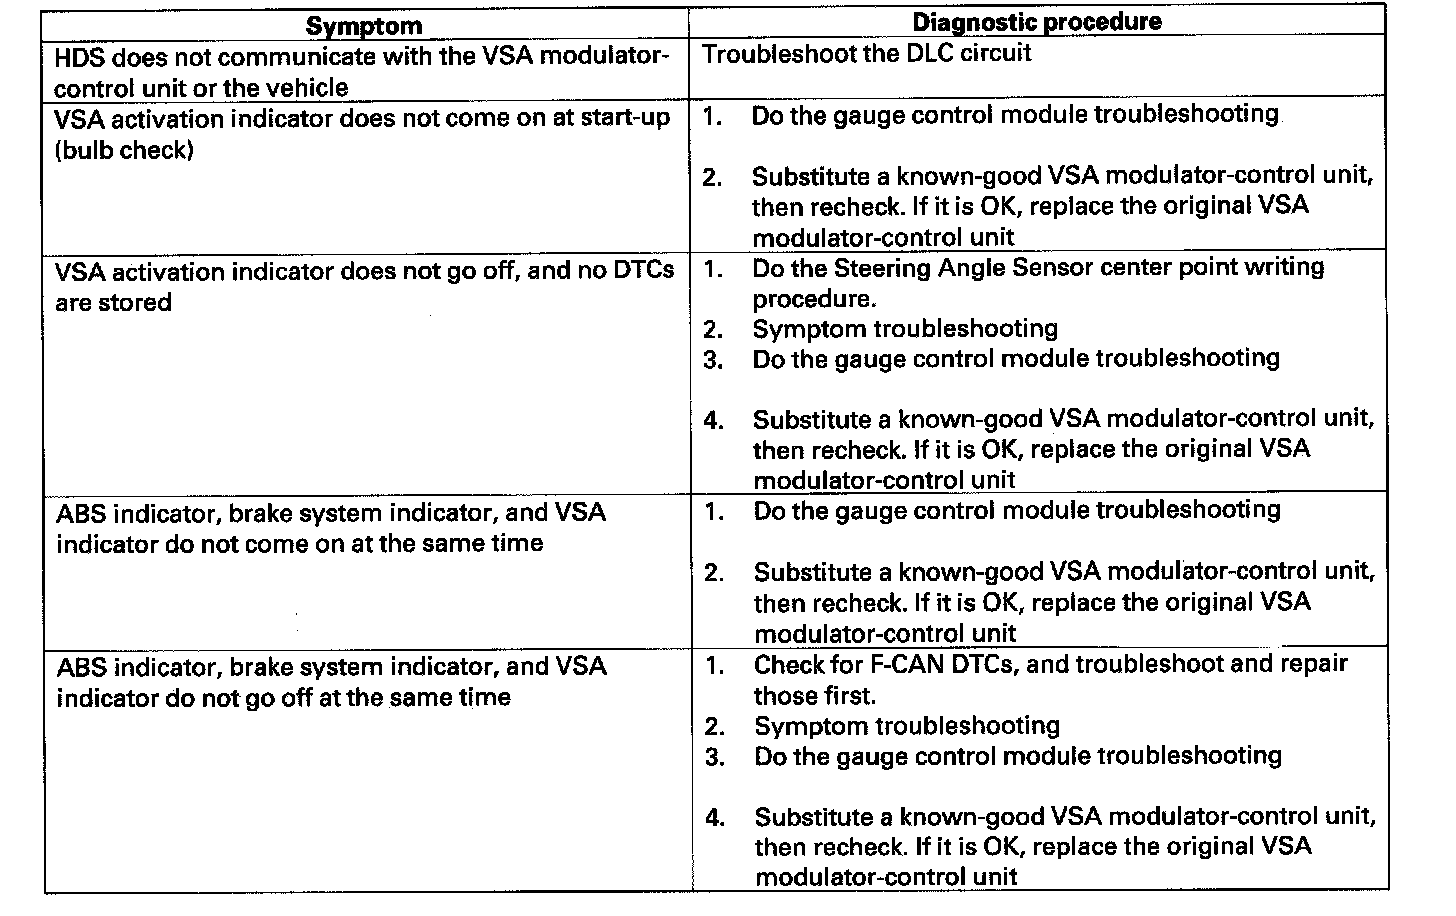 Symptom
Diagnostic procedure
HDS does not communicate with the VSA modulator-
control unit or the vehicle
Troubleshoot the DLC circuit
VSA activation indicator does not come on at start-up
(bulb check)
1. Do the gauge control module troubleshooting
2. Substitute a known-good VSA modulator-control unit,
then recheck. If it is OK, replace the original VSA
modulator-control unit
VSA activation indicator does not go off, and no DTCs
are stored
1. Do the Steering Angle Sensor center point writing
procedure.
2. Symptom troubleshooting
3. Do the gauge control module troubleshooting
4. Substitute a known-good VSA modulator-control unit,
then recheck. If it is OK, replace the original VSA
modulator-control unit
ABS indicator, brake system indicator, and VSA
indicator do not come on at the same time
1. Do the gauge control module troubleshooting
2. Substitute a known-good VSA modulator-control unit,
then recheck. If it is OK, replace the original VSA
modulator-control unit
ABS indicator, brake system indicator, and VSA
indicator do not go off at the same time
1. Check for F-CAN DTCs, and troubleshoot and repair
those first.
2. Symptom troubleshooting
3. Do the gauge control module troubleshooting
4. Substitute a known-good VSA modulator-control unit,
then recheck. If it is OK, replace the original VSA
modulator-control unit